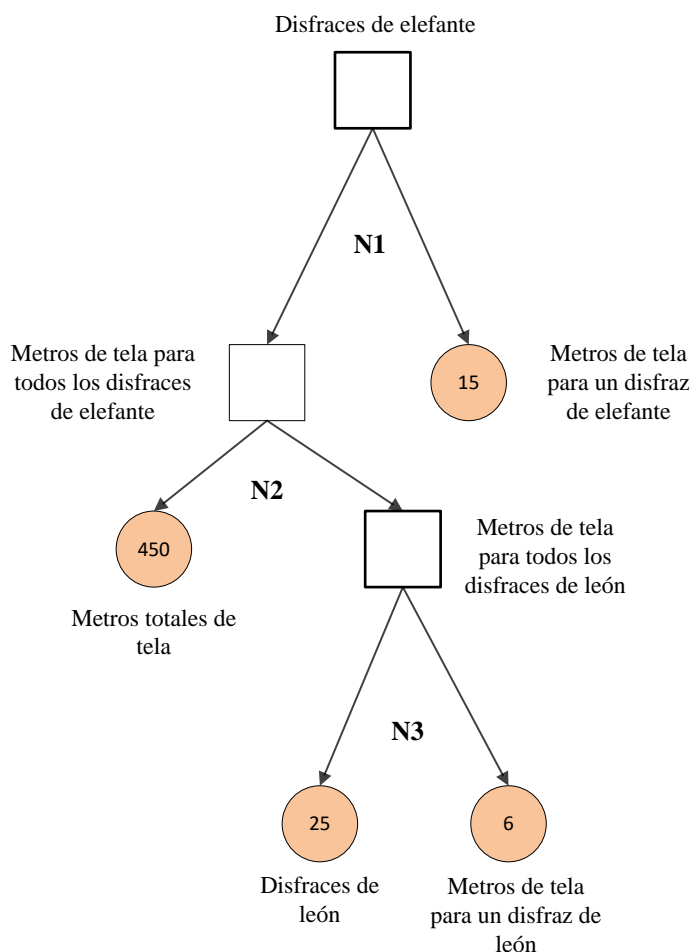 Disfraces de elefante
N1
Metros de tela para
todos los disfraces
de elefante
15
Metros de tela
para un disfraz
de elefante
N2
450
Metros totales de
tela
Metros de tela
para todos los
disfraces de león
N3
25
6
Disfraces de
león
Metros de tela
para un disfraz de
león